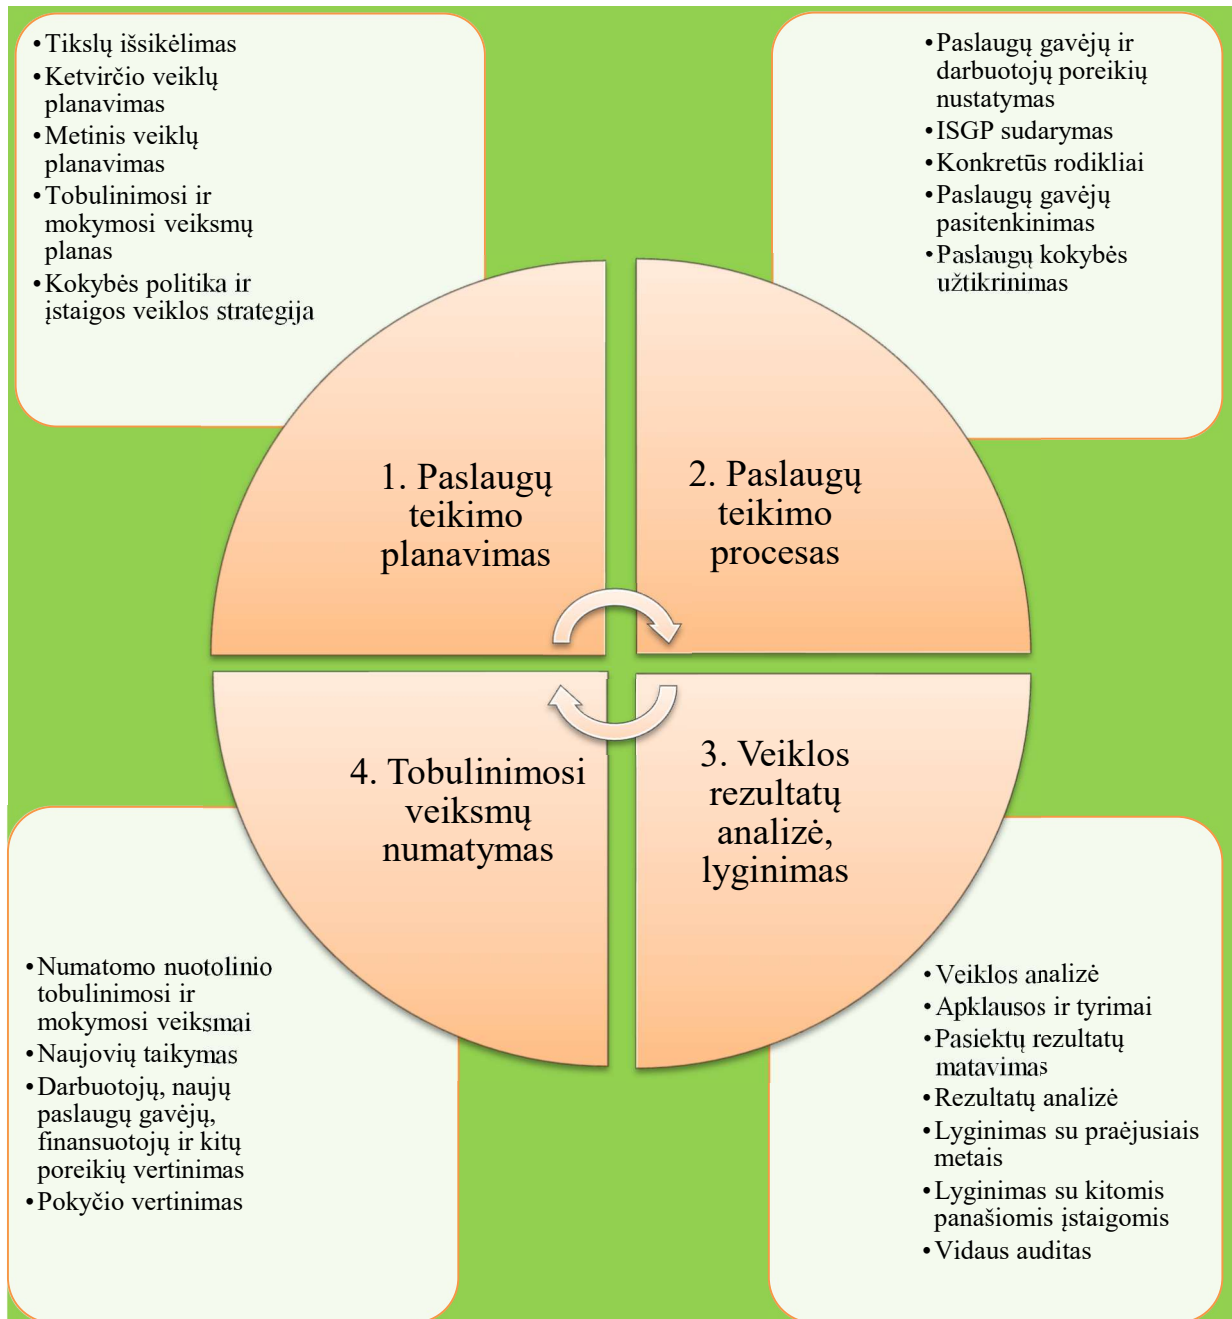 •Tikslų išsikėlimas
•Ketvirčio veiklų
planavimas
•Metinis veiklų
planavimas
•Tobulinimosi ir
mokymosi veiksmų
planas
•Kokybės politika ir
įstaigos veiklos strategija
•Paslaugų gavėjų ir
darbuotojų poreikių
nustatymas
•ISGP sudarymas
•Konkretūs rodikliai
•Paslaugų gavėjų
pasitenkinimas
•Paslaugų kokybės
užtikrinimas
1. Paslaugų
teikimo
planavimas
2. Paslaugų
teikimo
procesas
3. Veiklos
rezultatų
analizė,
lyginimas
4. Tobulinimosi
veiksmų
numatymas
•Numatomo nuotolinio
tobulinimosi ir
mokymosi veiksmai
•Naujovių taikymas
•Darbuotojų, naujų
paslaugų gavėjų,
finansuotojų ir kitų
poreikių vertinimas
•Pokyčio vertinimas
•Veiklos analizė
•Apklausos ir tyrimai
•Pasiektų rezultatų
matavimas
•Rezultatų analizė
•Lyginimas su praėjusiais
metais
•Lyginimas su kitomis
panašiomis įstaigomis
•Vidaus auditas